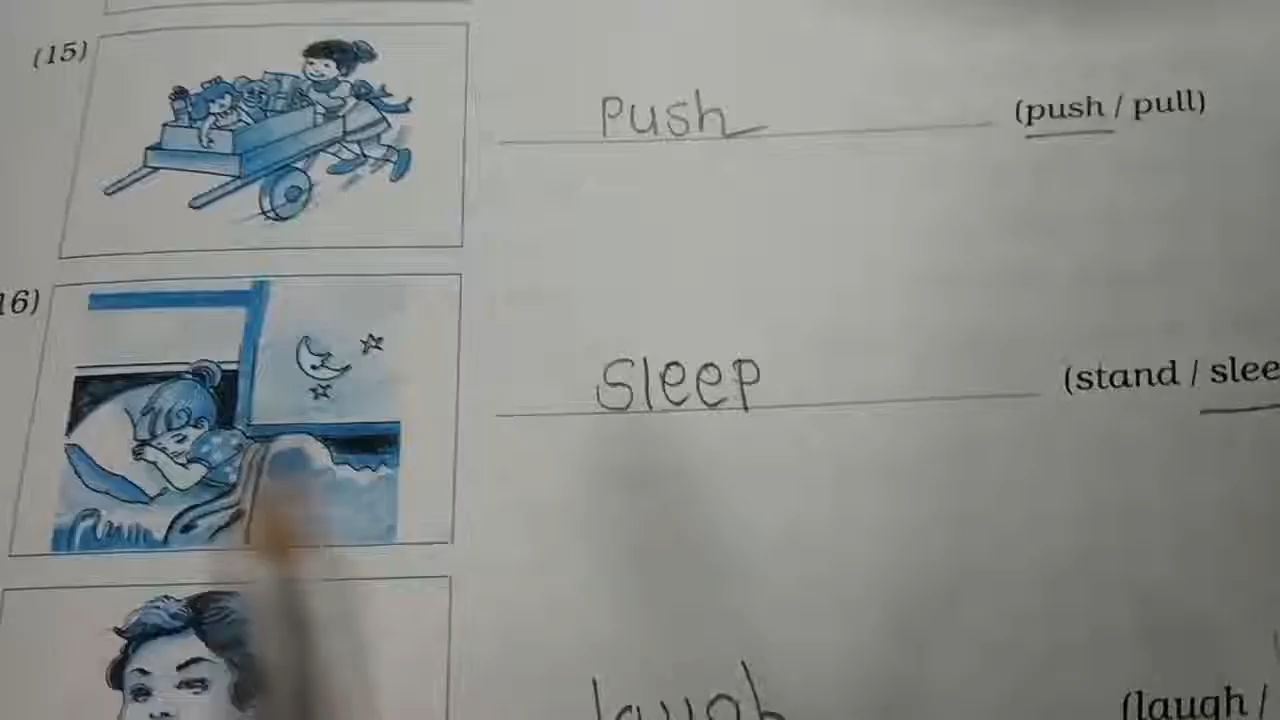 (15) Push (push / pull)
16) Sleep (stand / slee
laugh (laugh /